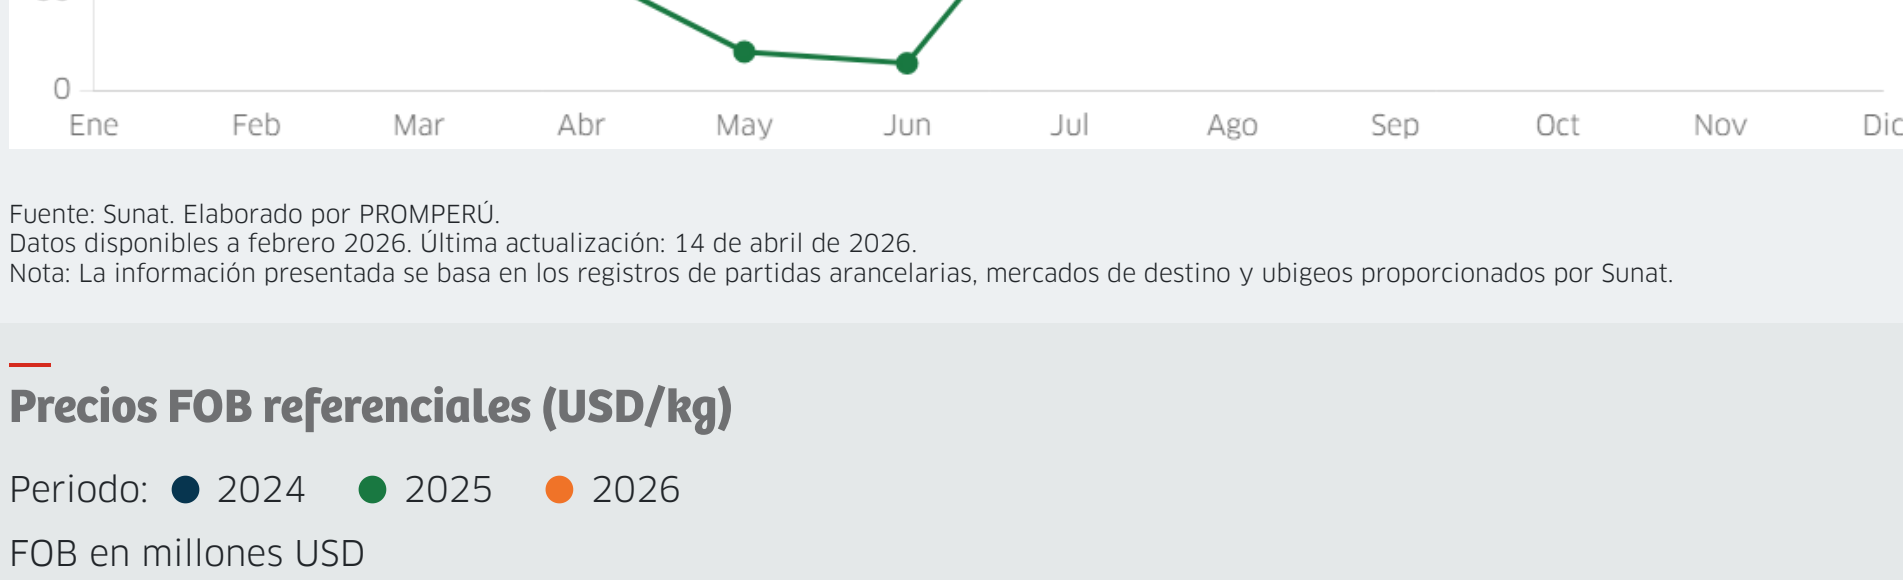 0
Ene Feb Mar Abr May Jun Jul Ago Sep Oct Nov Dic
Fuente: Sunat. Elaborado por PROMPERÚ.
Datos disponibles a febrero 2026. Última actualización: 14 de abril de 2026.
Nota: La información presentada se basa en los registros de partidas arancelarias, mercados de destino y ubigeos proporcionados por Sunat.
Precios FOB referenciales (USD/kg)
Periodo: 2024 2025 2026
FOB en millones USD